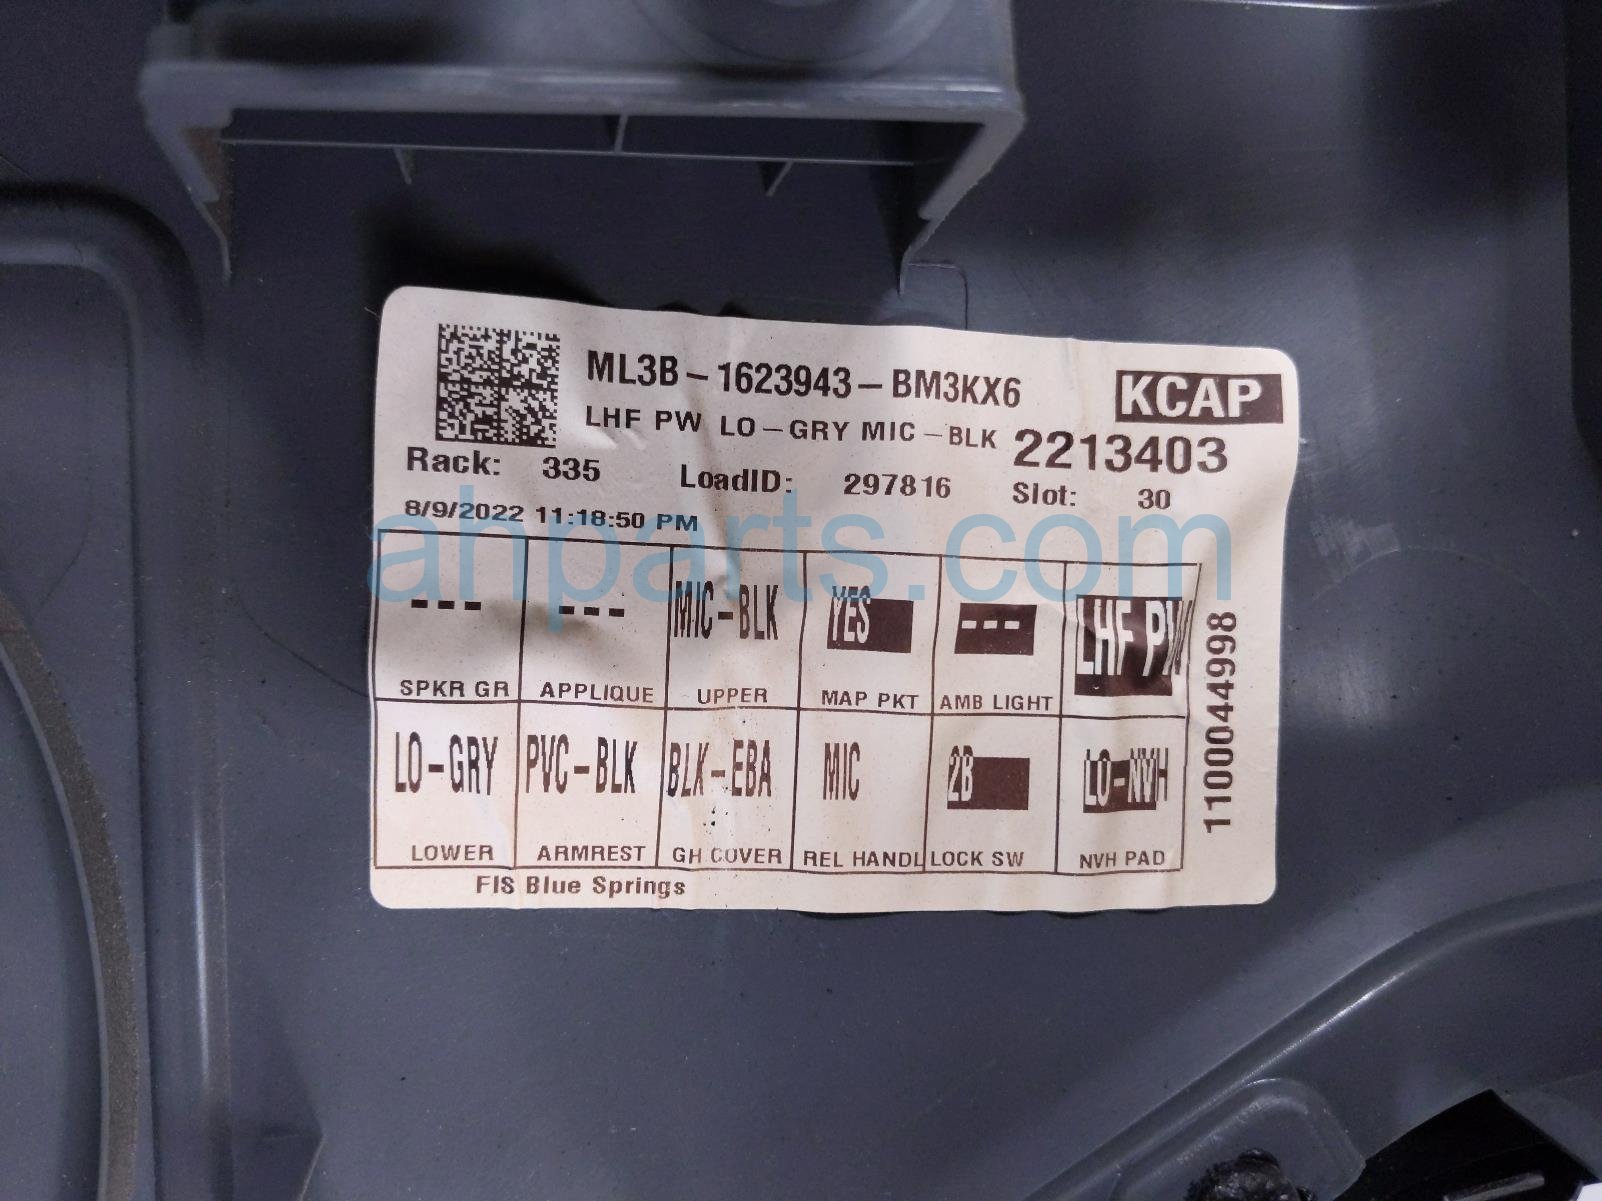 ML3B-1623943-BM3KX6
KCAP
LHF PW LO-GRY MIC-BLK 2213403
Rack: 335 LoadID: 297816 Slot: 30
8/9/2022 11:18:50 PM
--- --- MIC-BLK YES --- LHF PW
SPKR GR APPLIQUE UPPER MAP PKT AMB LIGHT
LO-GRY PVC-BLK BLK-EBA MIC 2B LO-NVH
LOWER ARMREST GH COVER REL HANDL LOCK SW NVH PAD
FIS Blue Springs
1100044998
ahparts.com